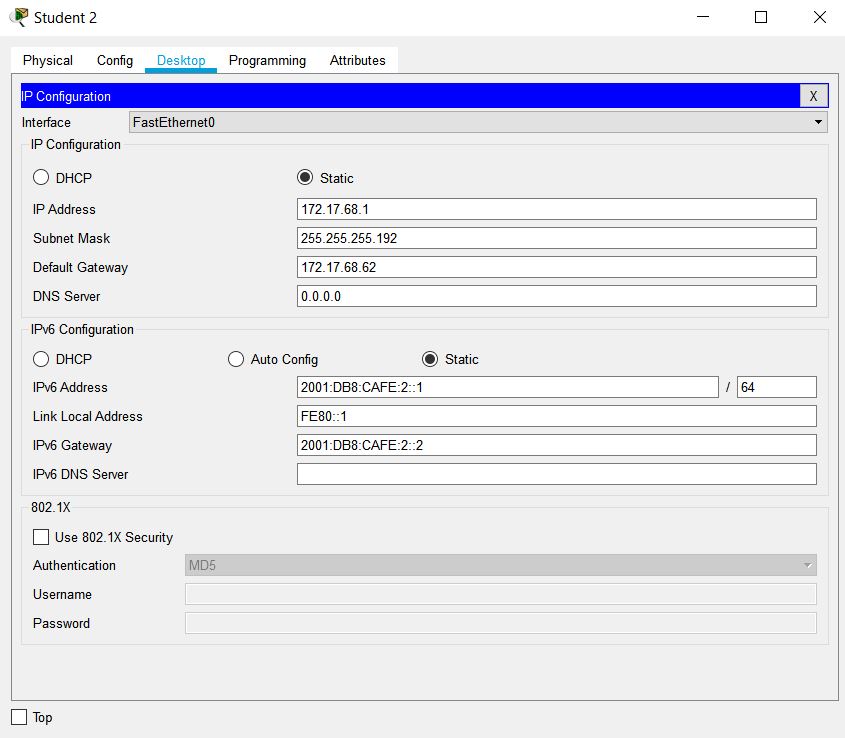 Student 2
Physical Config Desktop Programming Attributes
IP Configuration X
Interface FastEthernet0
IP Configuration
DHCP Static
IP Address 172.17.68.1
Subnet Mask 255.255.255.192
Default Gateway 172.17.68.62
DNS Server 0.0.0.0
IPv6 Configuration
DHCP Auto Config Static
IPv6 Address 2001:DB8:CAFE:2::1 / 64
Link Local Address FE80::1
IPv6 Gateway 2001:DB8:CAFE:2::2
IPv6 DNS Server
802.1X
Use 802.1X Security
Authentication MD5
Username
Password
Top